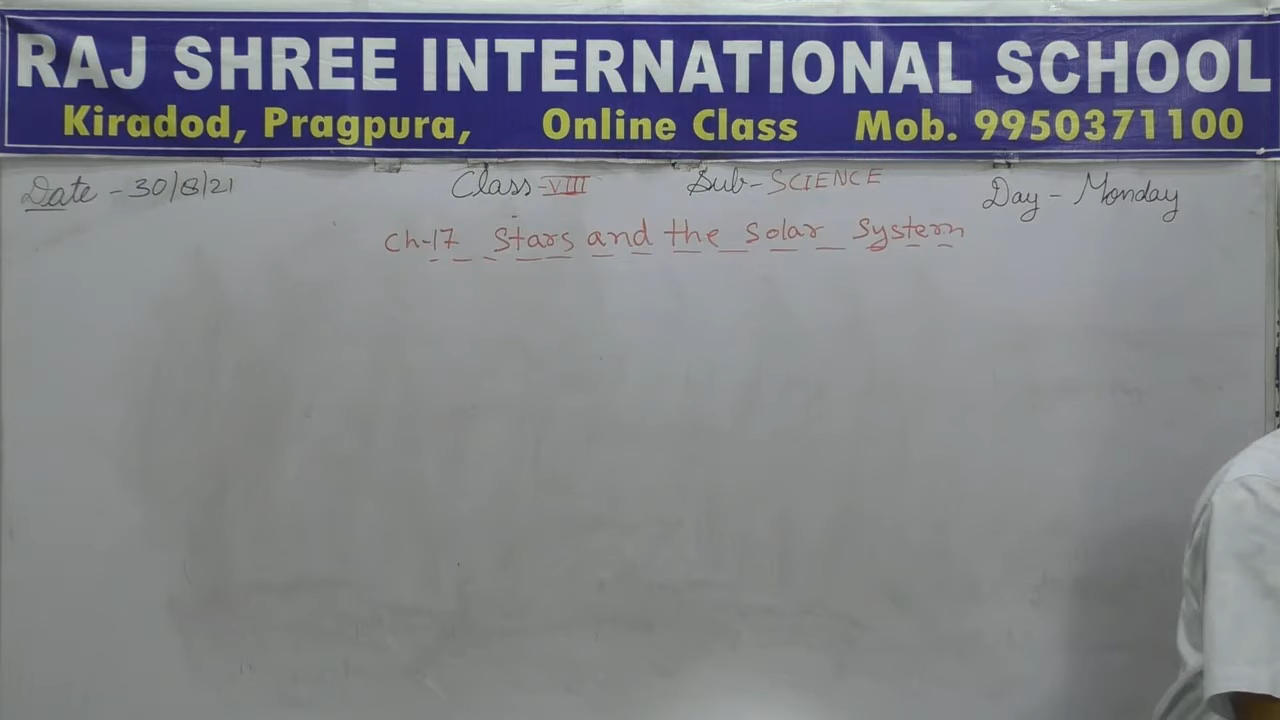 RAJ SHREE INTERNATIONAL SCHOOL
Kiradod, Pragpura, Online Class Mob. 9950371100
Date - 30/8/21 Class-VIII Sub-SCIENCE Day - Monday
Ch-17 Stars and the Solar System